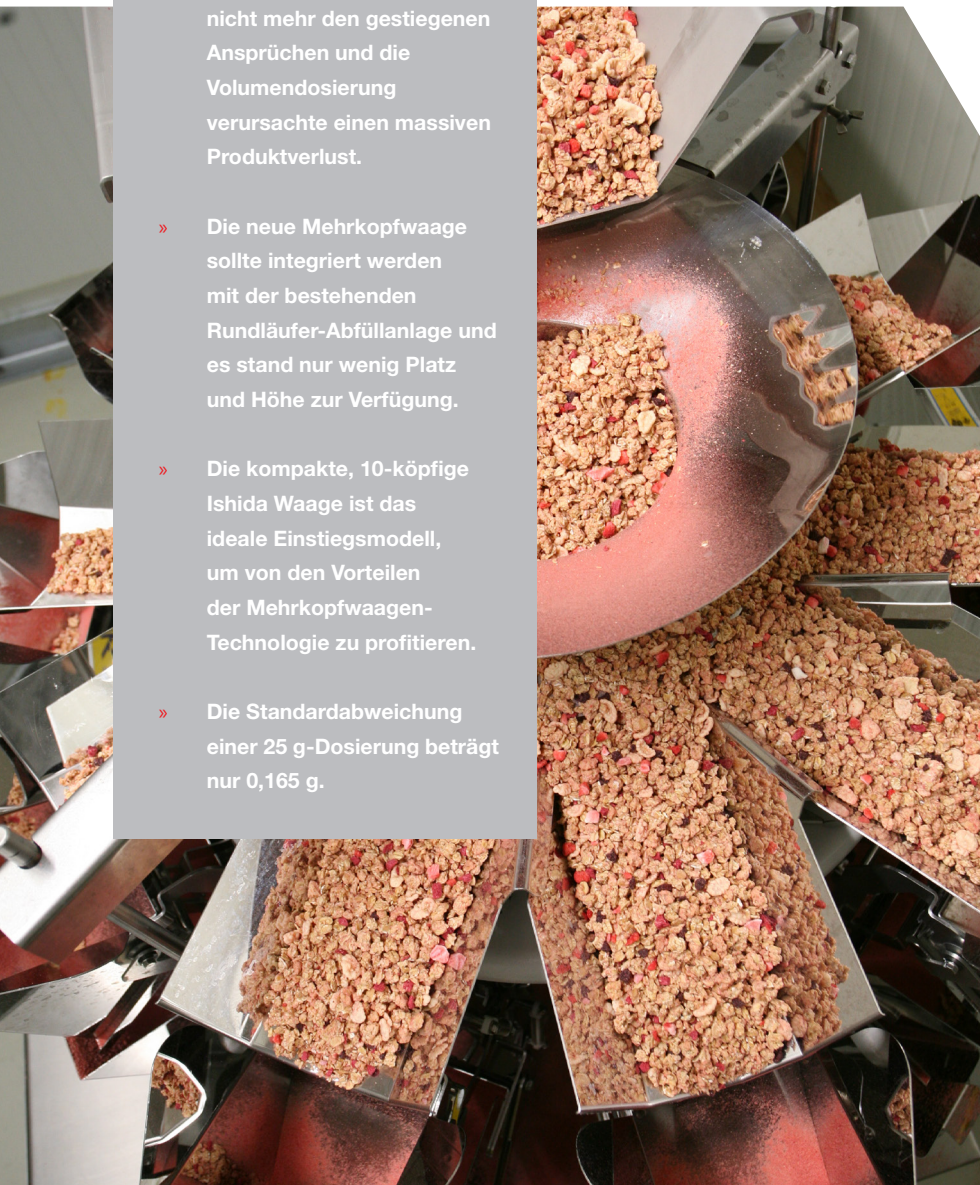 nicht mehr den gestiegenen
Ansprüchen und die
Volumendosierung
verursachte einen massiven
Produktverlust.
» Die neue Mehrkopfwaage
sollte integriert werden
mit der bestehenden
Rundläufer-Abfüllanlage und
es stand nur wenig Platz
und Höhe zur Verfügung.
» Die kompakte, 10-köpfige
Ishida Waage ist das
ideale Einstiegsmodell,
um von den Vorteilen
der Mehrkopfwaagen-
Technologie zu profitieren.
» Die Standardabweichung
einer 25 g-Dosierung beträgt
nur 0,165 g.